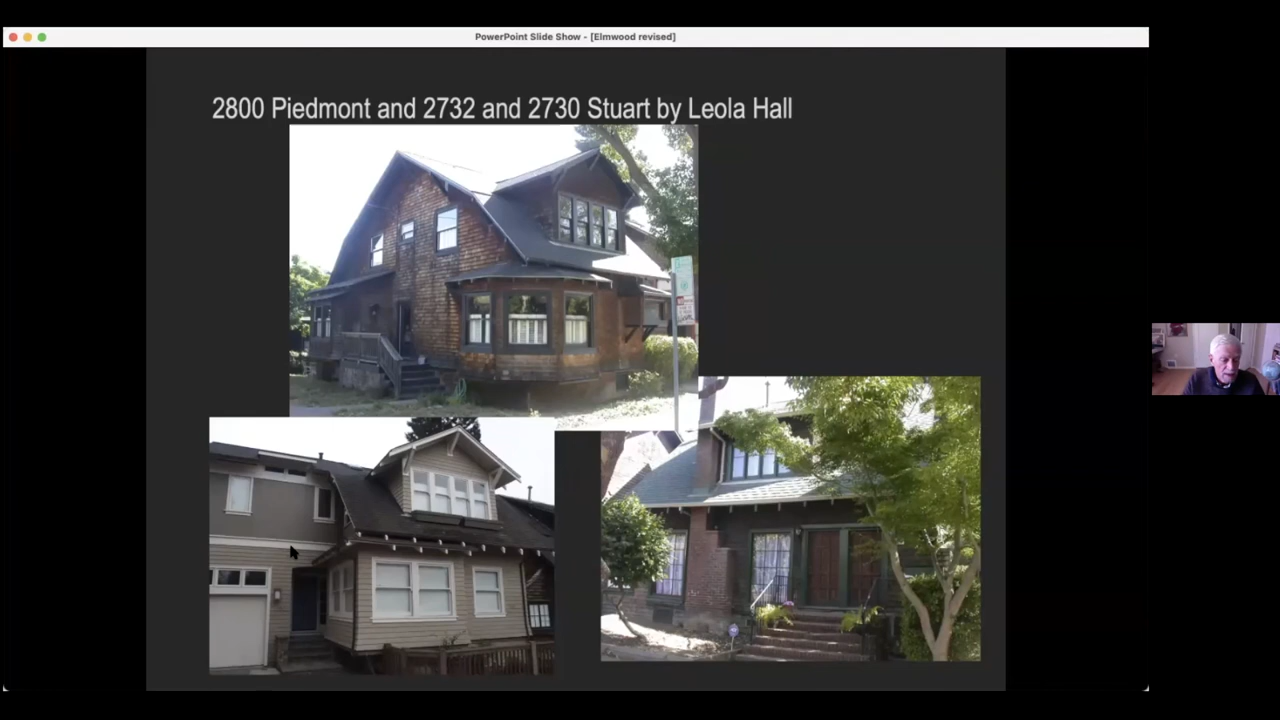 PowerPoint Slide Show - [Elmwood revised]
2800 Piedmont and 2732 and 2730 Stuart by Leola Hall